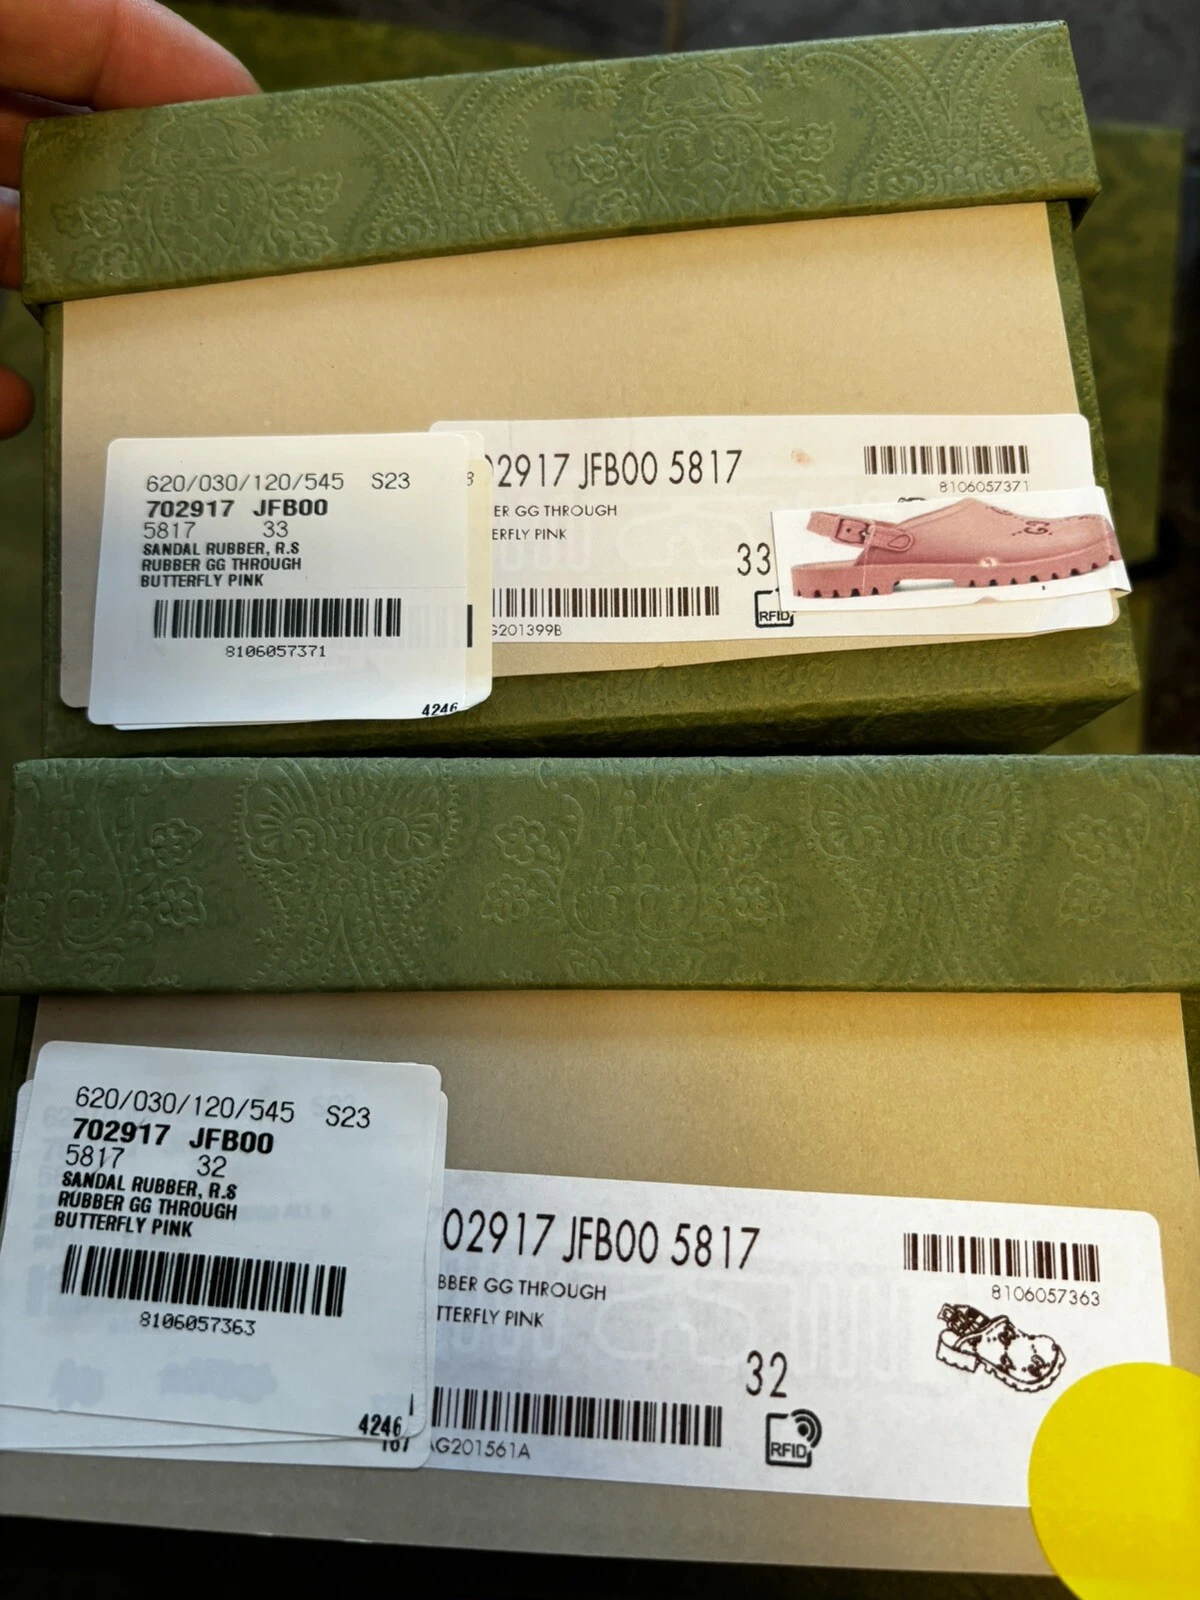 620/030/120/545 S23
702917 JFB00
5817 33
SANDAL RUBBER, R.S
RUBBER GG THROUGH
BUTTERFLY PINK
8106057371
4246
02917 JFB00 5817
8106057371
ER GG THROUGH
ERFLY PINK
33
RFID
G201399B
620/030/120/545 S23
702917 JFB00
5817 32
SANDAL RUBBER, R.S
RUBBER GG THROUGH
BUTTERFLY PINK
8106057363
4246
167
02917 JFB00 5817
8106057363
BBER GG THROUGH
TTERFLY PINK
32
RFID
AG201561A